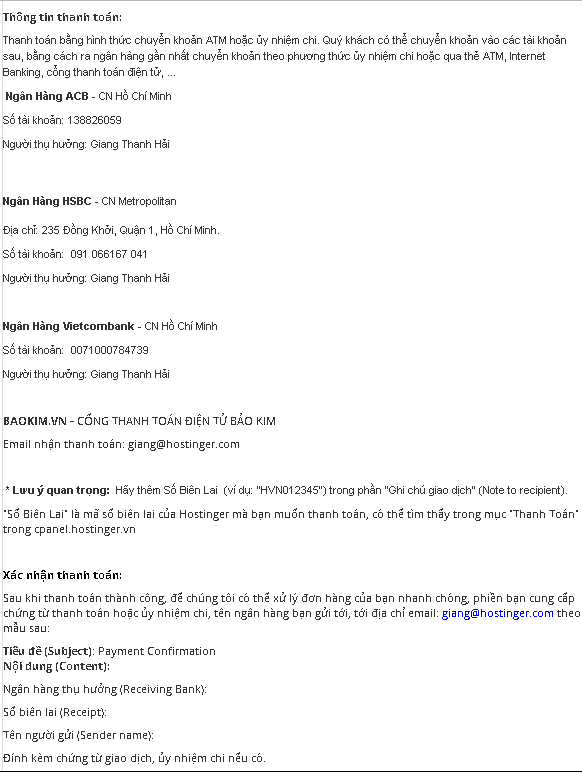 Thông tin thanh toán:
Thanh toán bằng hình thức chuyển khoản ATM hoặc ủy nhiệm chi. Quý khách có thể chuyển khoản vào các tài khoản
sau, bằng cách ra ngân hàng gần nhất chuyển khoản theo phương thức ủy nhiệm chi hoặc qua thẻ ATM, Internet
Banking, cổng thanh toán điện tử, ...
Ngân Hàng ACB - CN Hồ Chí Minh
Số tài khoản: 138826059
Người thụ hưởng: Giang Thanh Hải
Ngân Hàng HSBC - CN Metropolitan
Địa chỉ: 235 Đồng Khởi, Quận 1, Hồ Chí Minh.
Số tài khoản: 091 066167 041
Người thụ hưởng: Giang Thanh Hải
Ngân Hàng Vietcombank - CN Hồ Chí Minh
Số tài khoản: 0071000784739
Người thụ hưởng: Giang Thanh Hải
BAOKIM.VN - CỔNG THANH TOÁN ĐIỆN TỬ BẢO KIM
Email nhận thanh toán: giang@hostinger.com
* Lưu ý quan trọng: Hãy thêm Số Biên Lai (ví dụ: "HVN012345") trong phần "Ghi chú giao dịch" (Note to recipient).
"Số Biên Lai" là mã số biên lai của Hostinger mà bạn muốn thanh toán, có thể tìm thấy trong mục "Thanh Toán"
trong cpanel.hostinger.vn
Xác nhận thanh toán:
Sau khi thanh toán thành công, để chúng tôi có thể xử lý đơn hàng của bạn nhanh chóng, phiền bạn cung cấp
chứng từ thanh toán hoặc ủy nhiệm chi, tên ngân hàng bạn gửi tới, tới địa chỉ email: giang@hostinger.com theo
mẫu sau:
Tiêu đề (Subject): Payment Confirmation
Nội dung (Content):
Ngân hàng thụ hưởng (Receiving Bank):
Số biên lai (Receipt):
Tên người gửi (Sender name):
Đính kèm chứng từ giao dịch, ủy nhiệm chi nếu có.